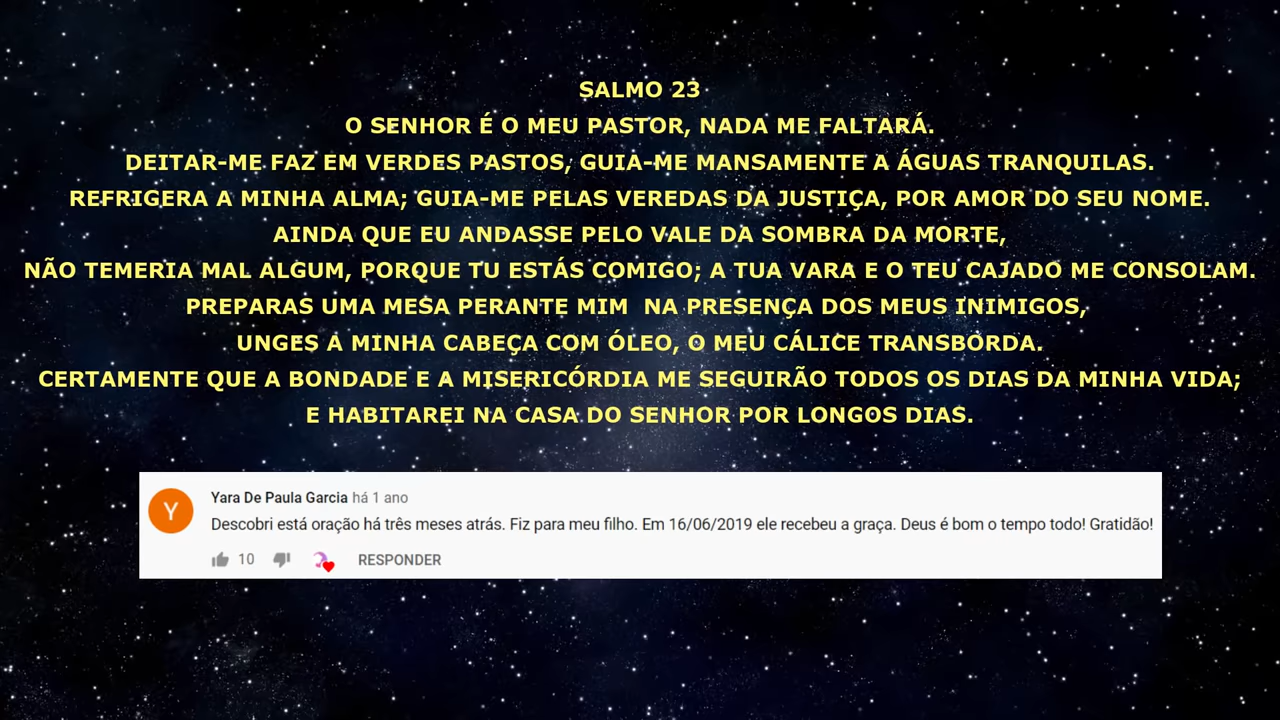 SALMO 23
O SENHOR É O MEU PASTOR, NADA ME FALTARÁ.
DEITAR-ME FAZ EM VERDES PASTOS, GUIA-ME MANSAMENTE A ÁGUAS TRANQUILAS.
REFRIGERA A MINHA ALMA; GUIA-ME PELAS VEREDAS DA JUSTIÇA, POR AMOR DO SEU NOME.
AINDA QUE EU ANDASSE PELO VALE DA SOMBRA DA MORTE,
NÃO TEMERIA MAL ALGUM, PORQUE TU ESTÁS COMIGO; A TUA VARA E O TEU CAJADO ME CONSOLAM.
PREPARAS UMA MESA PERANTE MIM  NA PRESENÇA DOS MEUS INIMIGOS,
UNGES A MINHA CABEÇA COM ÓLEO, O MEU CÁLICE TRANSBORDA.
CERTAMENTE QUE A BONDADE E A MISERICÓRDIA ME SEGUIRÃO TODOS OS DIAS DA MINHA VIDA;
E HABITAREI NA CASA DO SENHOR POR LONGOS DIAS.
Y
Yara De Paula Garcia há 1 ano
Descobri está oração há três meses atrás. Fiz para meu filho. Em 16/06/2019 ele recebeu a graça. Deus é bom o tempo todo! Gratidão!
10 RESPONDER